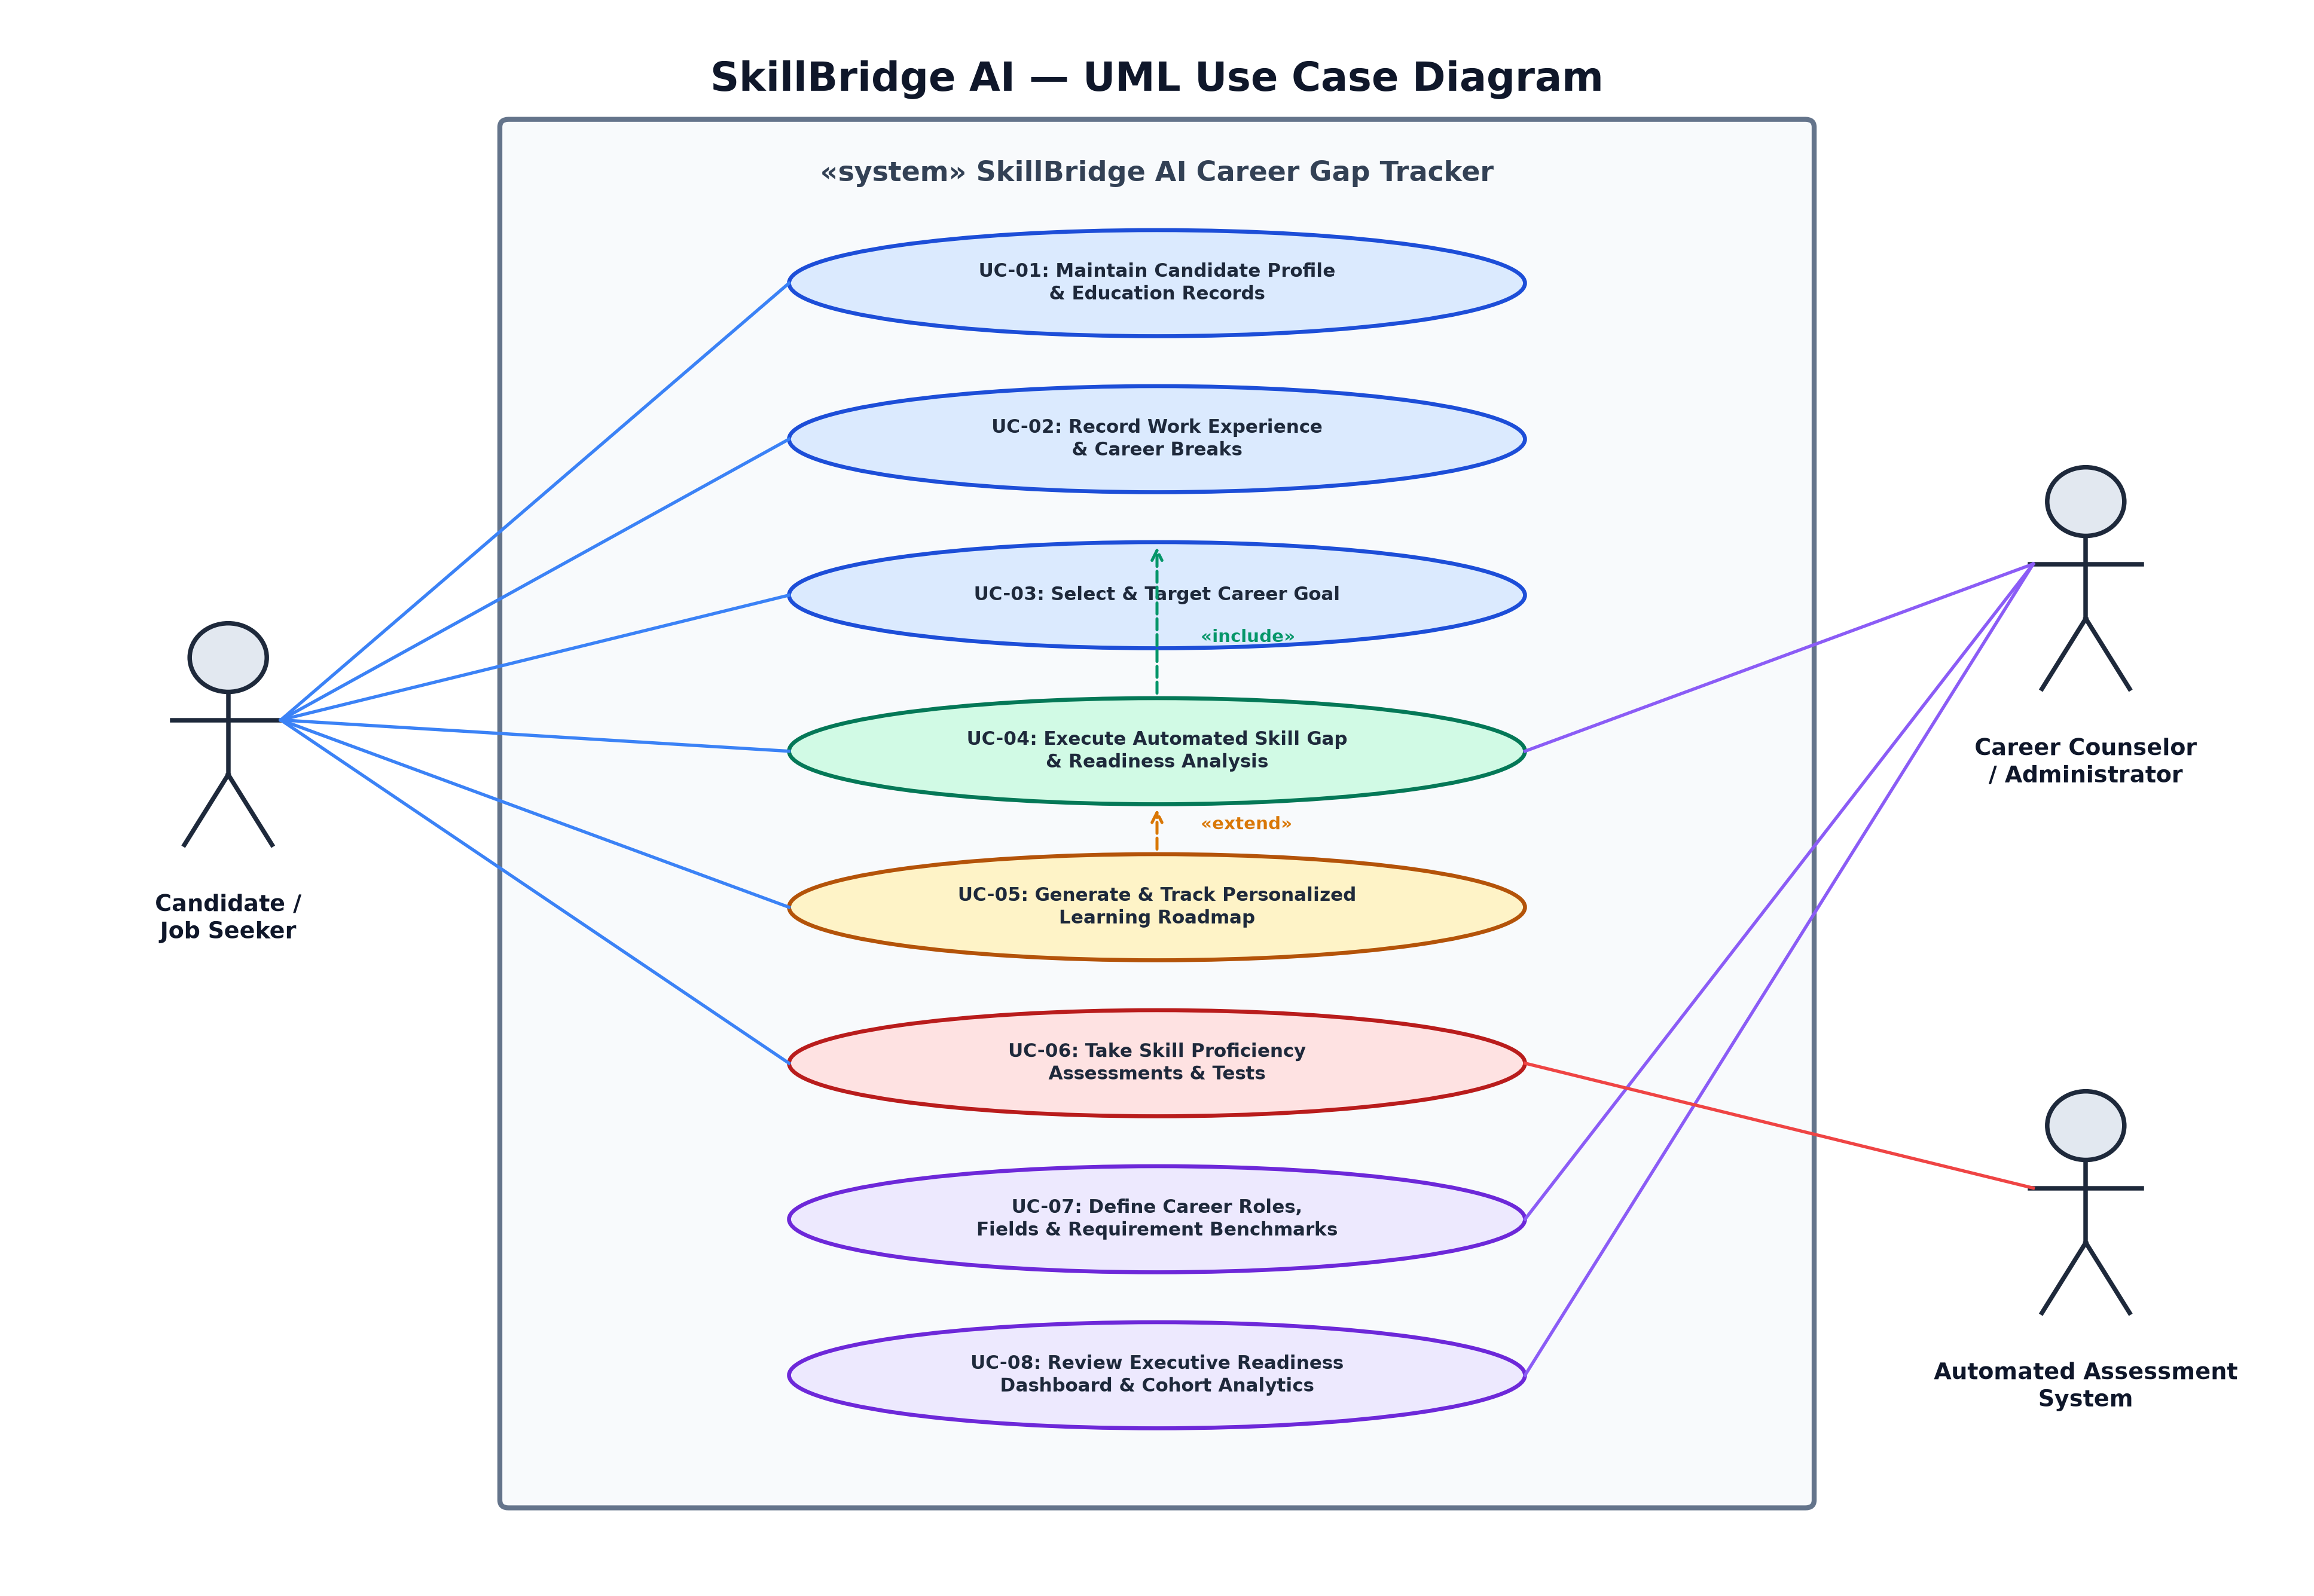 SkillBridge AI — UML Use Case Diagram
«system» SkillBridge AI Career Gap Tracker
UC-01: Maintain Candidate Profile
& Education Records
UC-02: Record Work Experience
& Career Breaks
UC-03: Select & Target Career Goal
«include»
UC-04: Execute Automated Skill Gap
& Readiness Analysis
«extend»
UC-05: Generate & Track Personalized
Learning Roadmap
UC-06: Take Skill Proficiency
Assessments & Tests
UC-07: Define Career Roles,
Fields & Requirement Benchmarks
UC-08: Review Executive Readiness
Dashboard & Cohort Analytics
Candidate /
Job Seeker
Career Counselor
/ Administrator
Automated Assessment
System